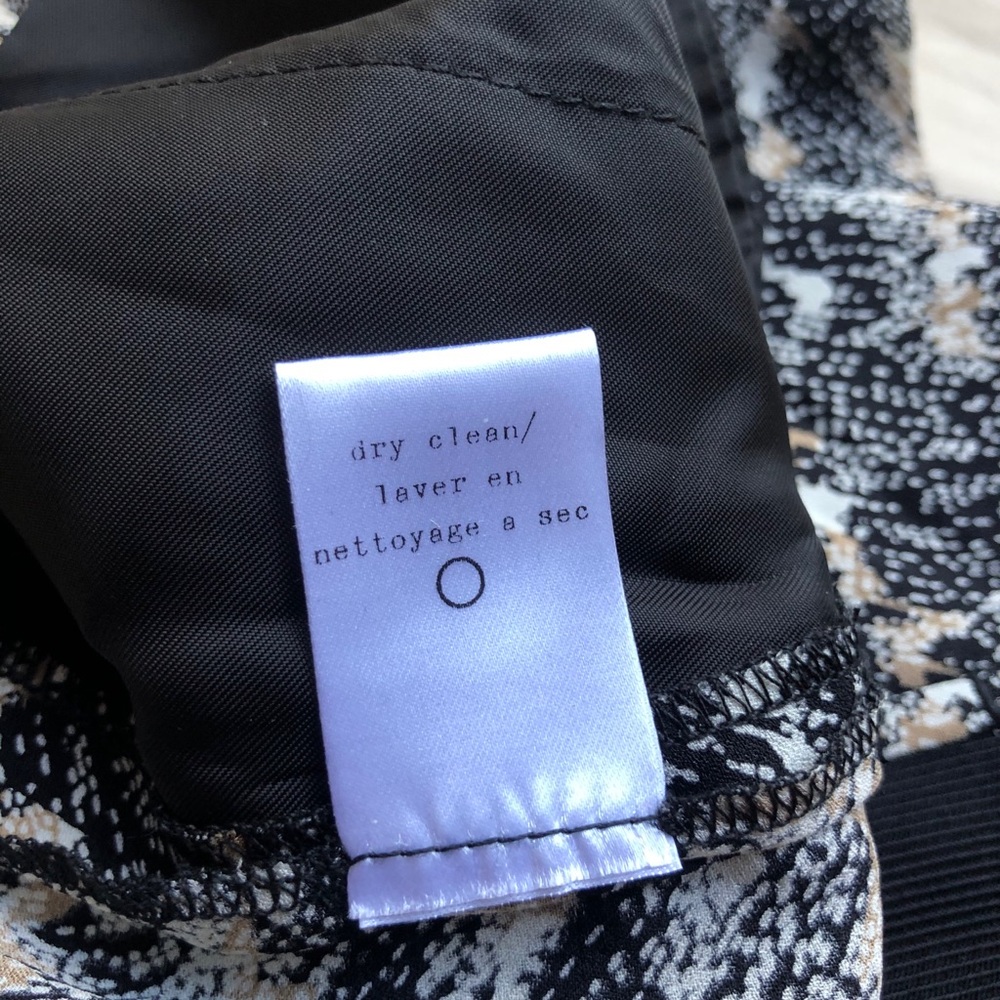 dry clean/
laver en
nettoyage a sec